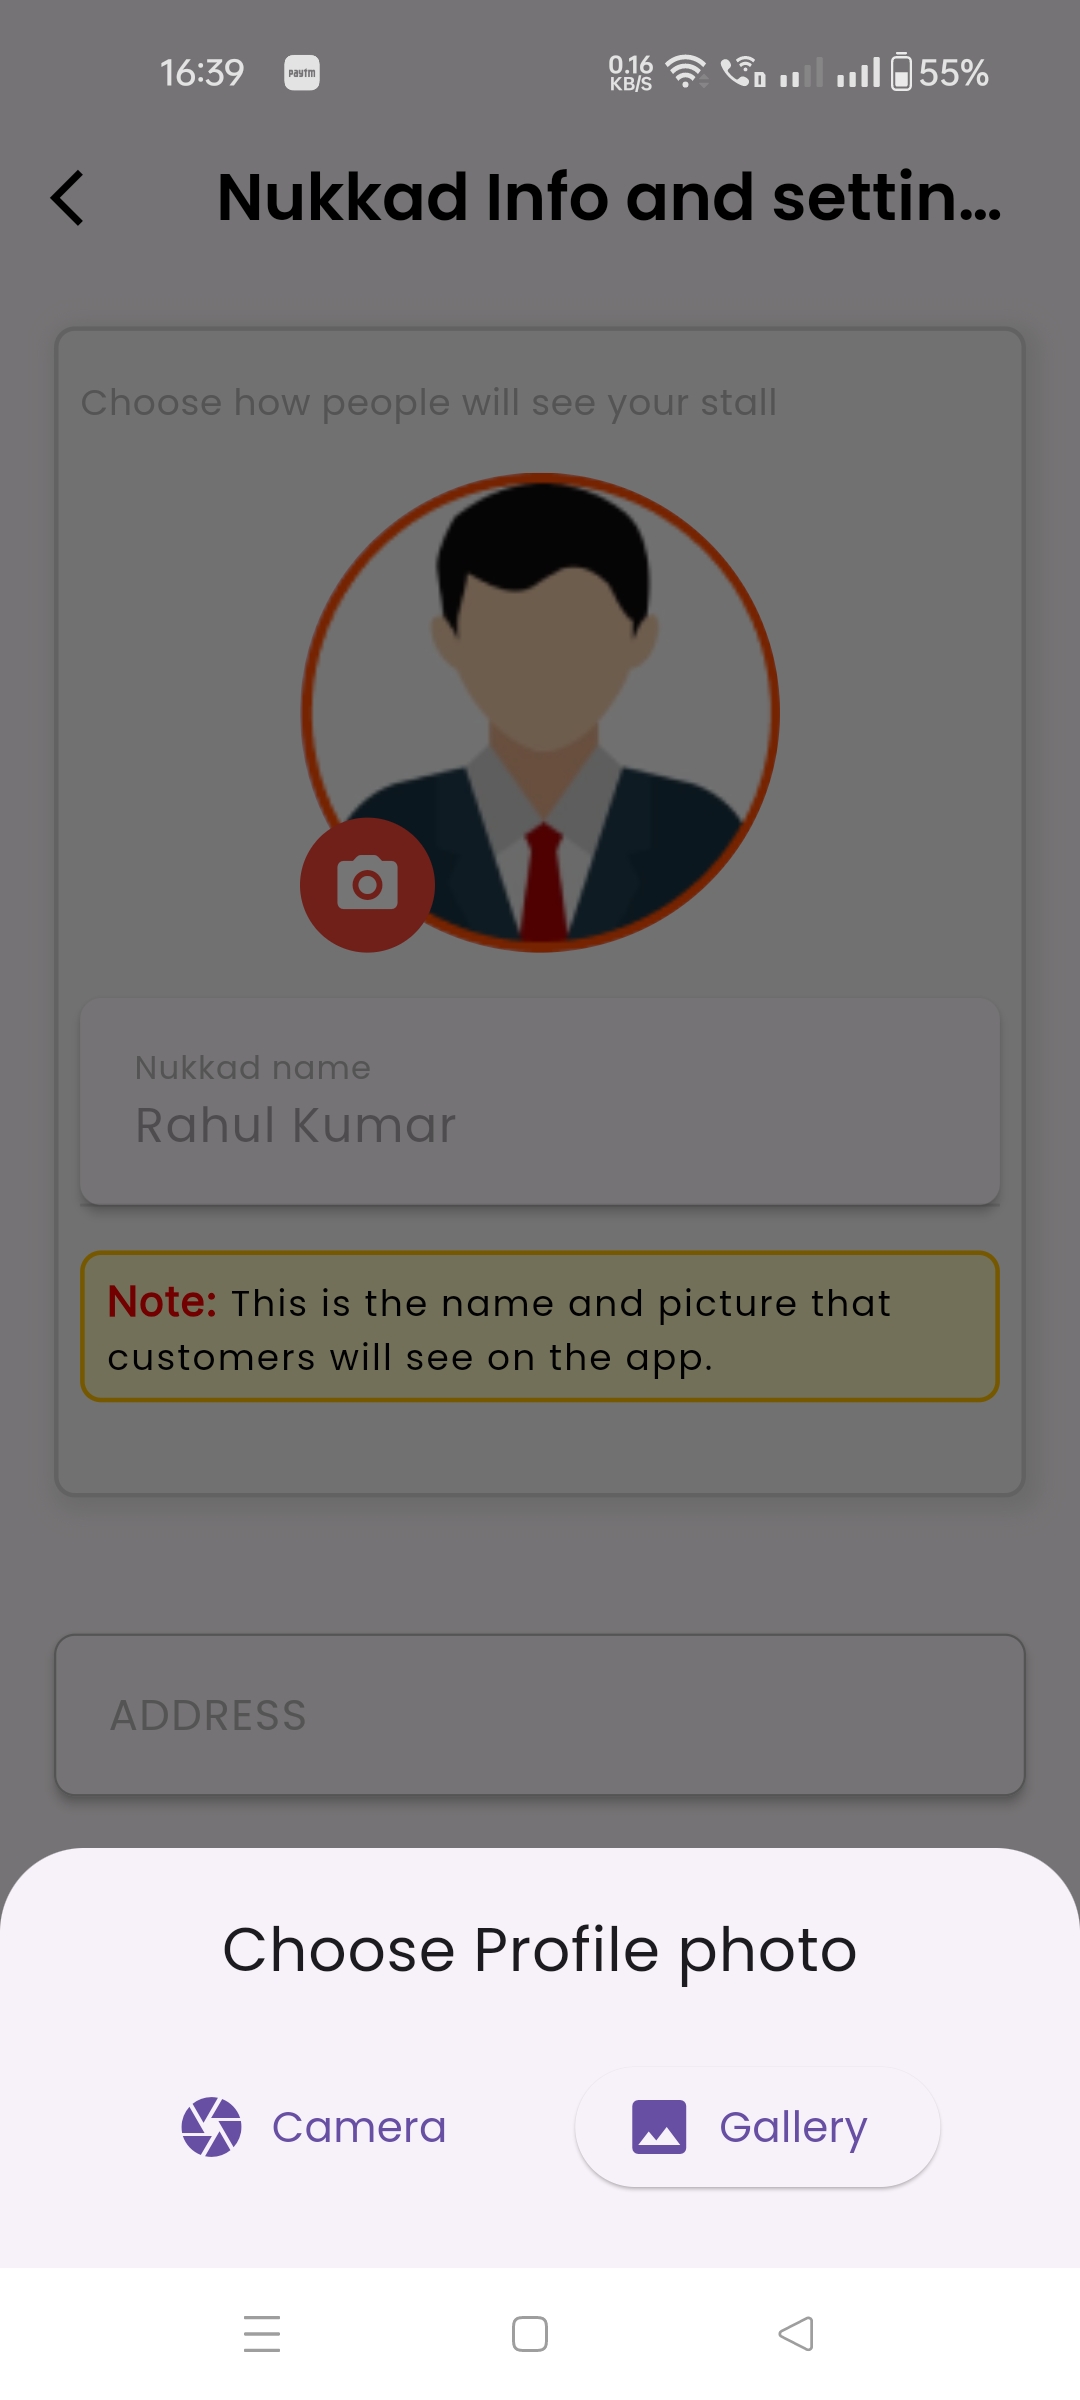 16:39
paytm
0.16
KB/S
55%
Nukkad Info and settin...
Choose how people will see your stall
Nukkad name
Rahul Kumar
Note: This is the name and picture that
customers will see on the app.
ADDRESS
Choose Profile photo
Camera
Gallery